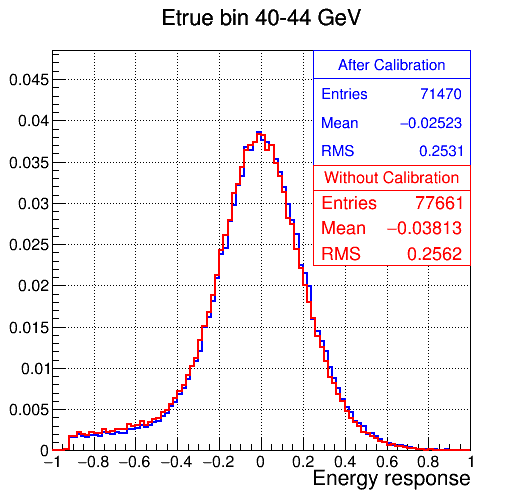 Etrue bin 40-44 GeV
After Calibration
Entries 71470
Mean −0.02523
RMS 0.2531
Without Calibration
Entries 77661
Mean −0.03813
RMS 0.2562
0.045
0.04
0.035
0.03
0.025
0.02
0.015
0.01
0.005
0
−1 −0.8 −0.6 −0.4 −0.2 0 0.2 0.4 0.6 0.8 1
Energy response